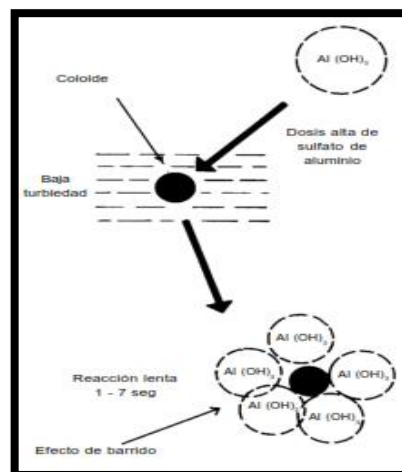 Al (OH)₃
Coloide
Dosis alta de
sulfato de
aluminio
Baja
turbiedad
Al (OH)₃
Al (OH)₃
Al (OH)₃
Reacción lenta
1 - 7 seg
Al (OH)₃
Al (OH)₃
Efecto de barrido